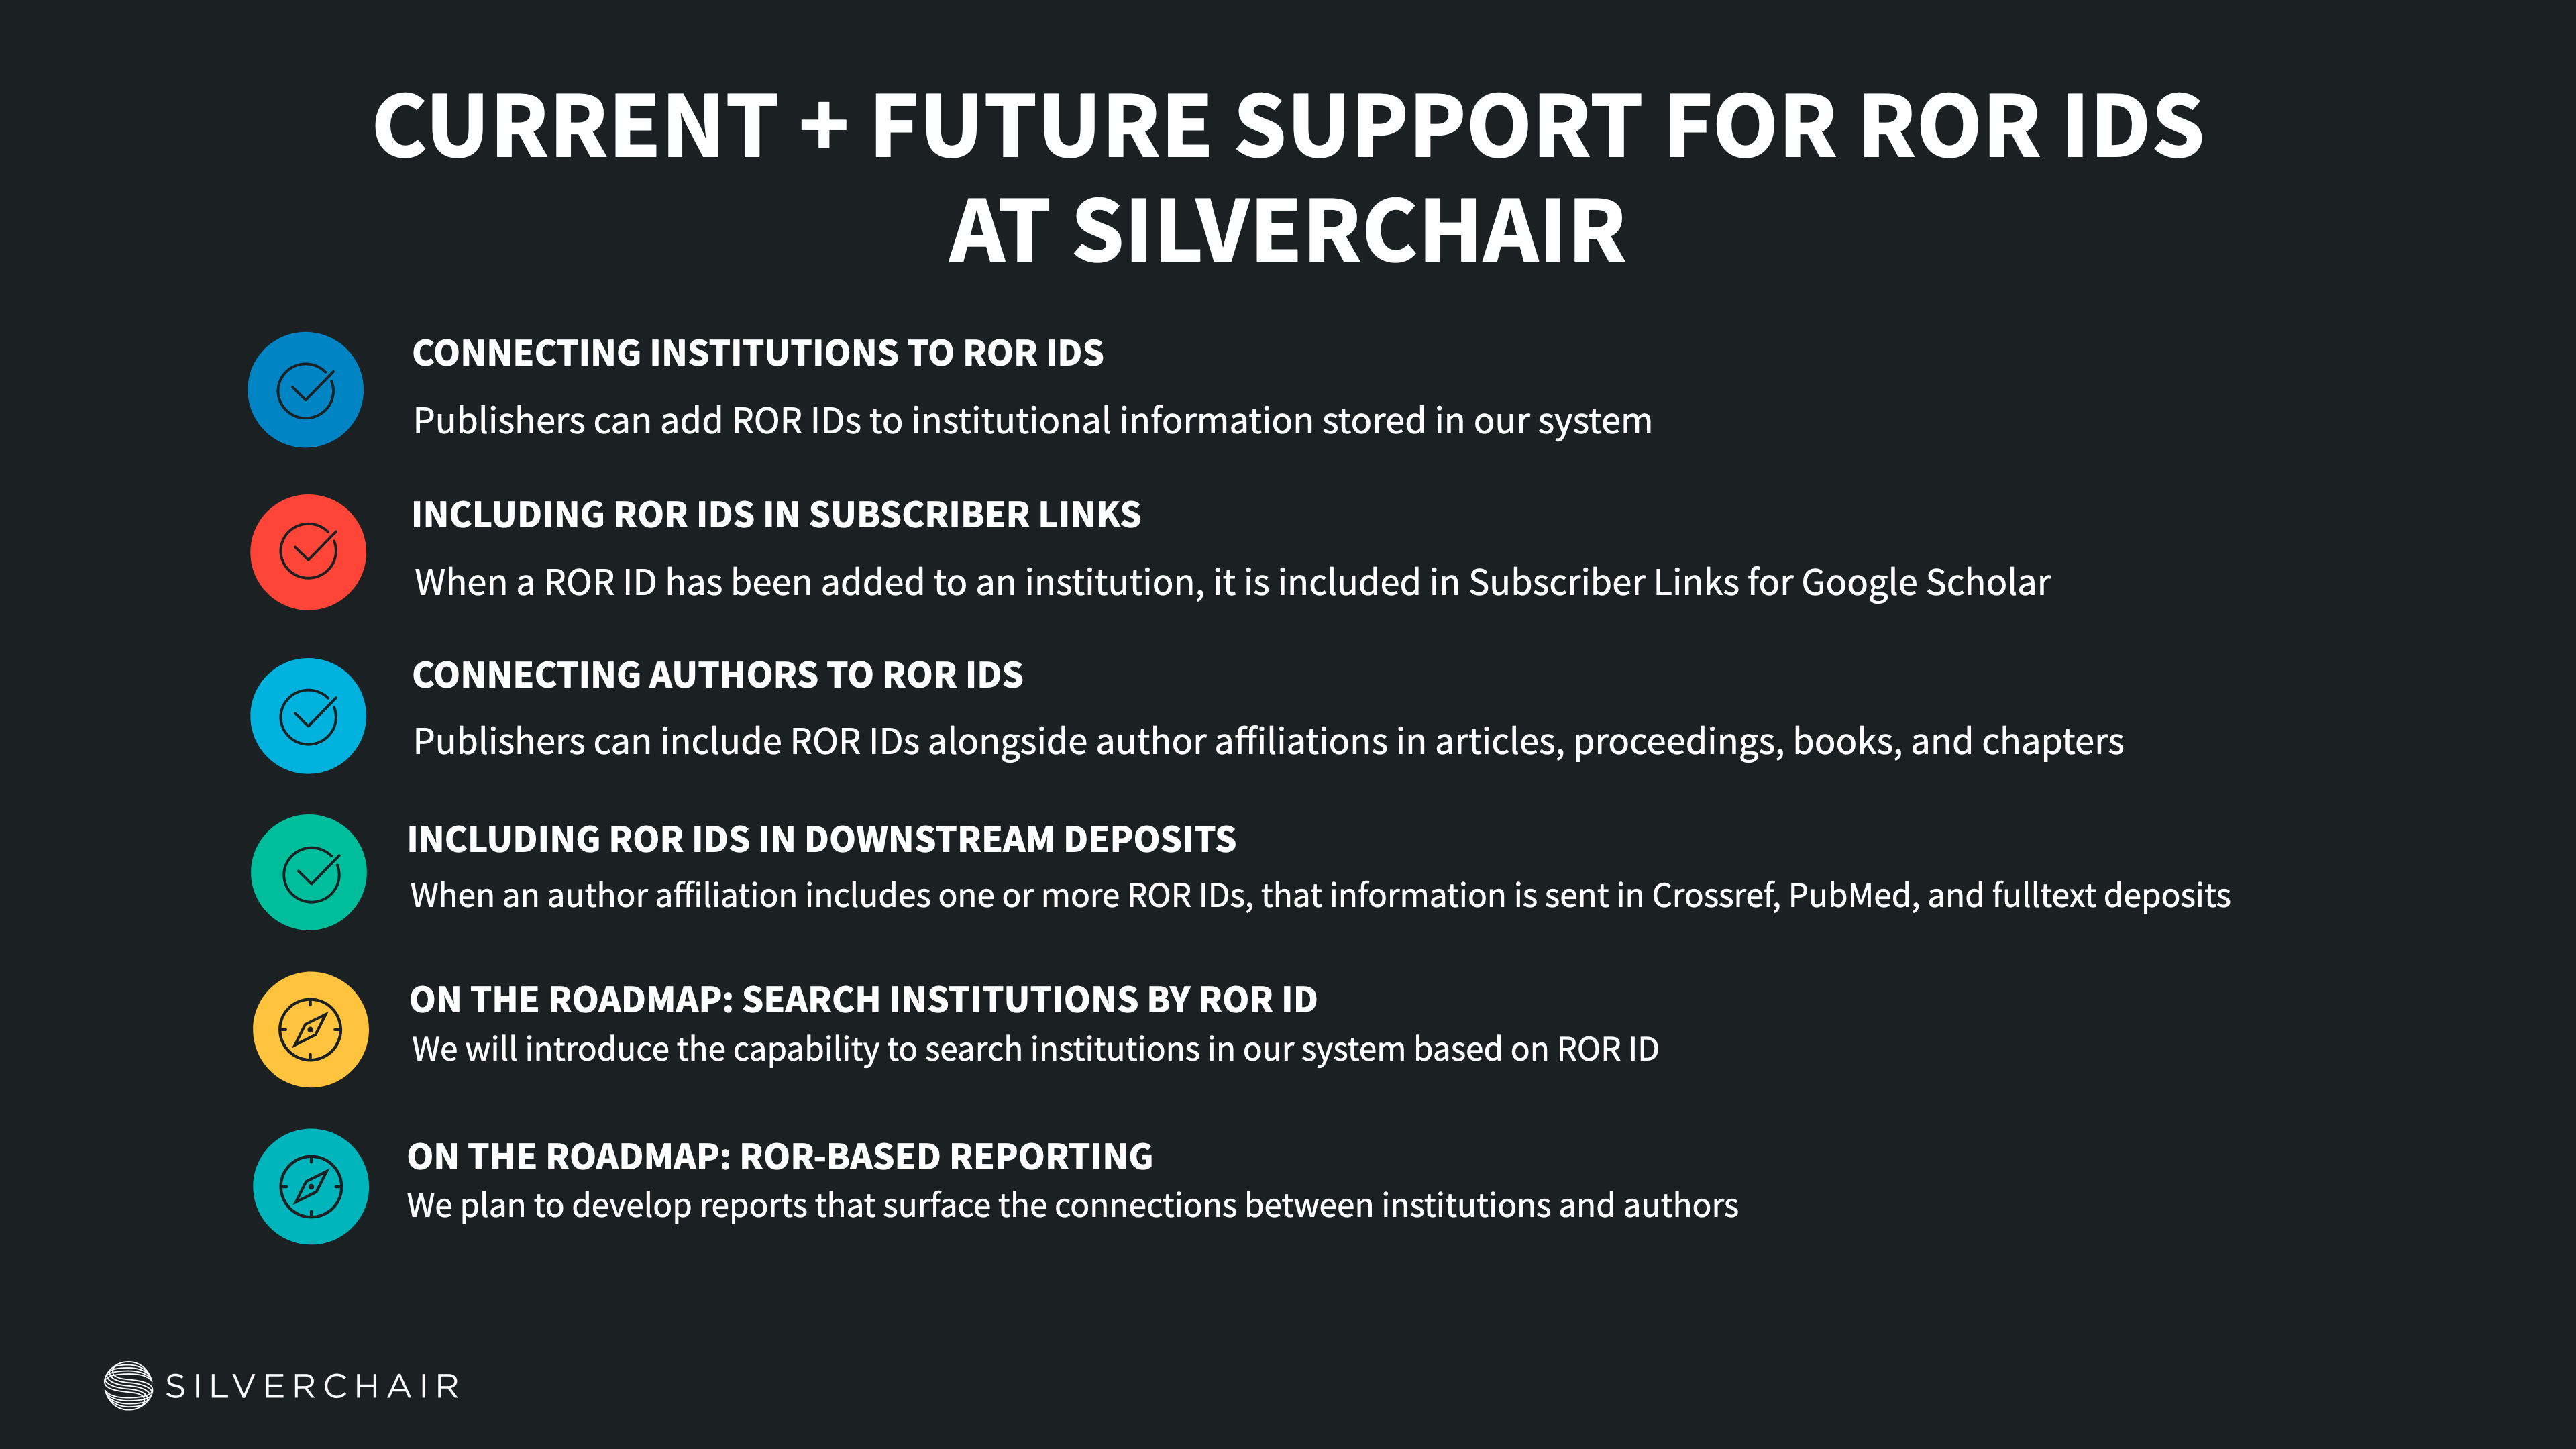 CURRENT + FUTURE SUPPORT FOR ROR IDS
AT SILVERCHAIR
CONNECTING INSTITUTIONS TO ROR IDS
Publishers can add ROR IDs to institutional information stored in our system
INCLUDING ROR IDS IN SUBSCRIBER LINKS
When a ROR ID has been added to an institution, it is included in Subscriber Links for Google Scholar
CONNECTING AUTHORS TO ROR IDS
Publishers can include ROR IDs alongside author affiliations in articles, proceedings, books, and chapters
INCLUDING ROR IDS IN DOWNSTREAM DEPOSITS
When an author affiliation includes one or more ROR IDs, that information is sent in Crossref, PubMed, and fulltext deposits
ON THE ROADMAP: SEARCH INSTITUTIONS BY ROR ID
We will introduce the capability to search institutions in our system based on ROR ID
ON THE ROADMAP: ROR-BASED REPORTING
We plan to develop reports that surface the connections between institutions and authors
SILVERCHAIR